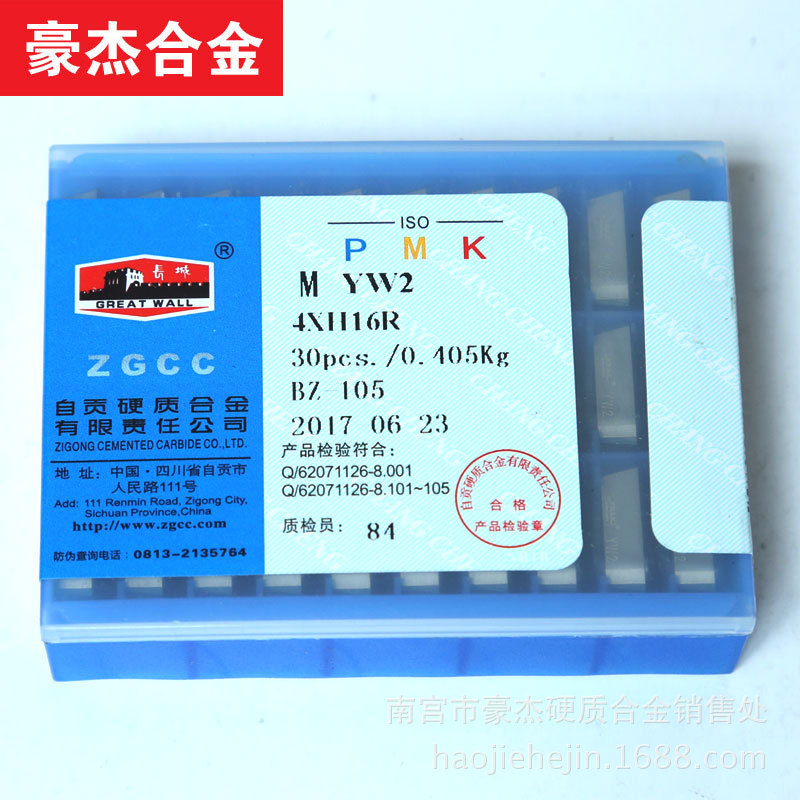 豪杰合金
長城
GREAT WALL
®
ZGCC
自贡硬质合金
有限责任公司
ZIGONG CEMENTED CARBIDE CO.,LTD.
地 址: 中国·四川省自贡市
人民路111号
Add: 111 Renmin Road, Zigong City,
Sichuan Province,China
http://www.zgcc.com
防伪查询电话:0813-2135764
ISO
P M K
M YW2
4XH16R
30pcs./0.405Kg
BZ-105
2017 06 23
产品检验符合:
Q/62071126-8.001
Q/62071126-8.101~105
质检员: 84
自贡硬质合金有限责任公司
合格
产品检验章
YW2
YW2
南宫市豪杰硬质合金销售处
haojiehejin.1688.com